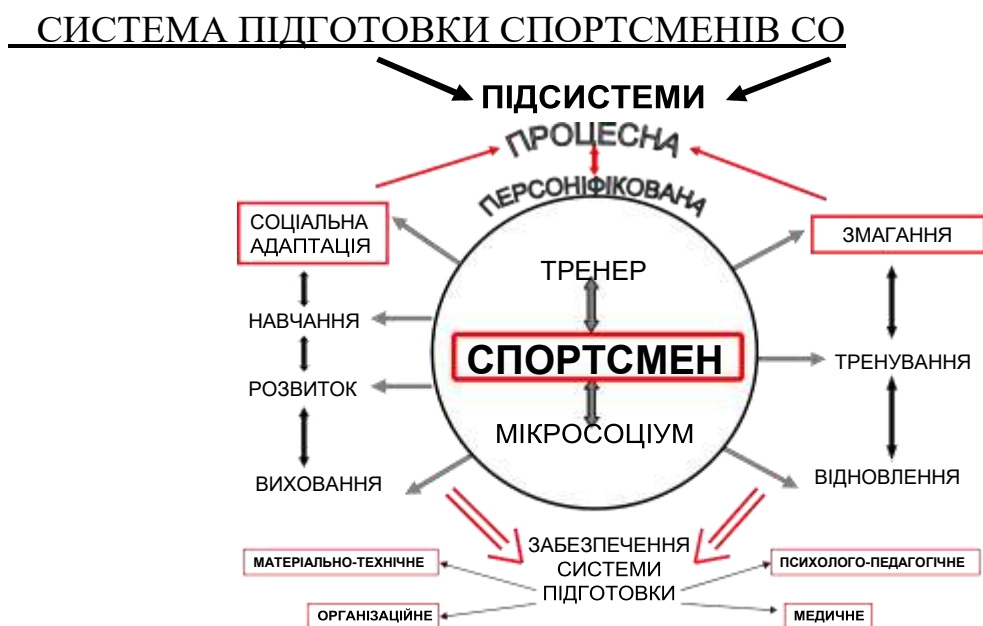 СИСТЕМА ПІДГОТОВКИ СПОРТСМЕНІВ СО
ПІДСИСТЕМИ
ПРОЦЕСНА
ПЕРСОНІФІКОВАНА
СОЦІАЛЬНА
АДАПТАЦІЯ
ЗМАГАННЯ
ТРЕНЕР
НАВЧАННЯ
СПОРТСМЕН
ТРЕНУВАННЯ
РОЗВИТОК
МІКРОСОЦІУМ
ВИХОВАННЯ
ВІДНОВЛЕННЯ
ЗАБЕЗПЕЧЕННЯ
СИСТЕМИ
ПІДГОТОВКИ
МАТЕРІАЛЬНО-ТЕХНІЧНЕ
ПСИХОЛОГО-ПЕДАГОГІЧНЕ
ОРГАНІЗАЦІЙНЕ
МЕДИЧНЕ